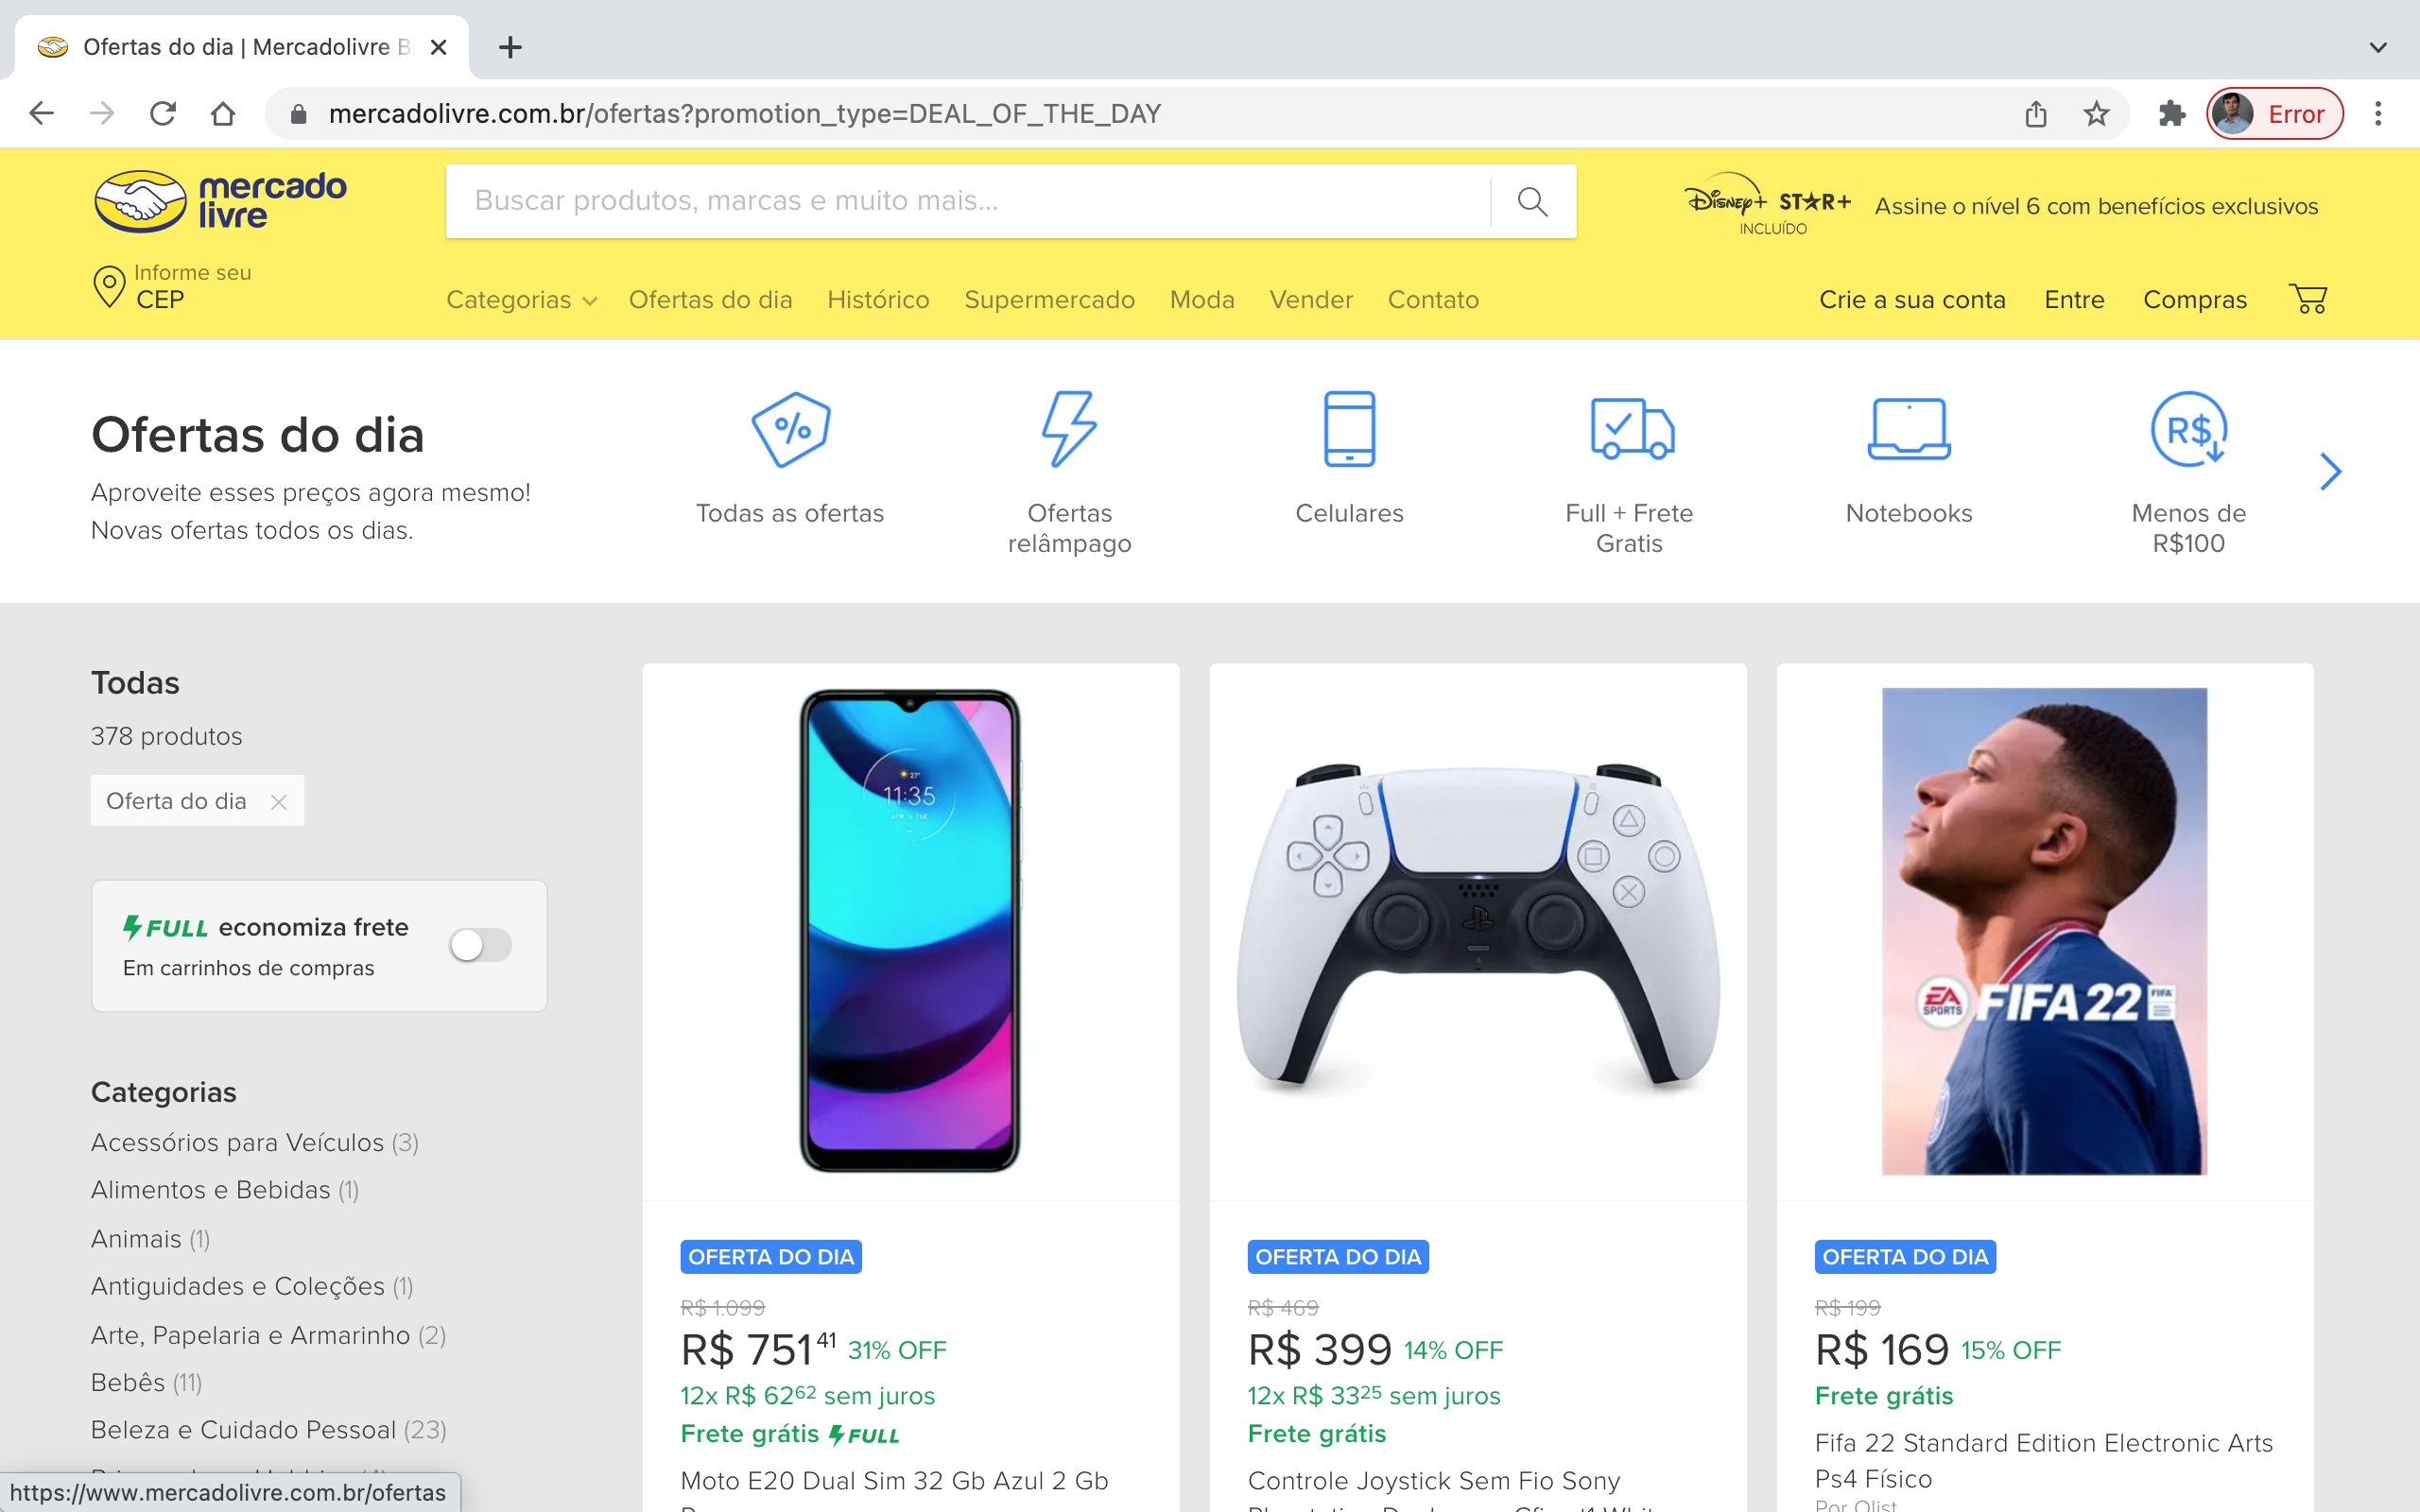 Ofertas do dia | Mercadolivre B
mercadolivre.com.br/ofertas?promotion_type=DEAL_OF_THE_DAY
Error
mercado
livre
Buscar produtos, marcas e muito mais...
Disney+ STAR+
INCLUÍDO
Assine o nível 6 com benefícios exclusivos
Informe seu
CEP
Categorias Ofertas do dia Histórico Supermercado Moda Vender Contato
Crie a sua conta Entre Compras
Ofertas do dia
Aproveite esses preços agora mesmo!
Novas ofertas todos os dias.
%
Todas as ofertas
Ofertas
relâmpago
Celulares
Full + Frete
Gratis
Notebooks
R$
Menos de
R$100
Todas
378 produtos
Oferta do dia
FULL economiza frete
Em carrinhos de compras
Categorias
Acessórios para Veículos (3)
Alimentos e Bebidas (1)
Animais (1)
Antiguidades e Coleções (1)
Arte, Papelaria e Armarinho (2)
Bebês (11)
Beleza e Cuidado Pessoal (23)
https://www.mercadolivre.com.br/ofertas
27°
11:35
OFERTA DO DIA
R$ 1.099
R$ 751 41 31% OFF
12x R$ 62 62 sem juros
Frete grátis FULL
Moto E20 Dual Sim 32 Gb Azul 2 Gb
OFERTA DO DIA
R$ 469
R$ 399 14% OFF
12x R$ 33 25 sem juros
Frete grátis
Controle Joystick Sem Fio Sony
EA
SPORTS
FIFA 22
FIFA
OFERTA DO DIA
R$ 199
R$ 169 15% OFF
Frete grátis
Fifa 22 Standard Edition Electronic Arts
Ps4 Físico
Por Olist